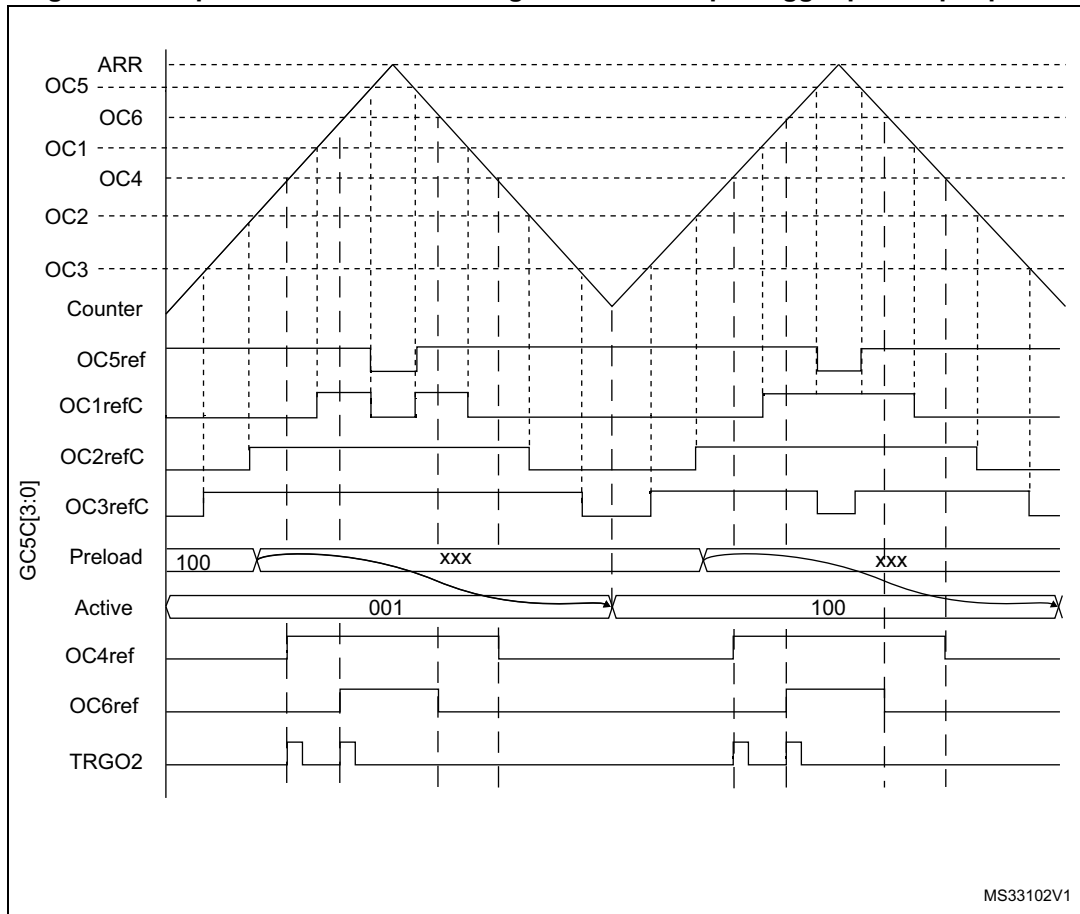 ARR
OC5
OC6
OC1
OC4
OC2
OC3
Counter
OC5ref
OC1refC
OC2refC
OC3refC
GC5C[3:0]
Preload 100 xxx xxx
Active 001 100
OC4ref
OC6ref
TRGO2
MS33102V1